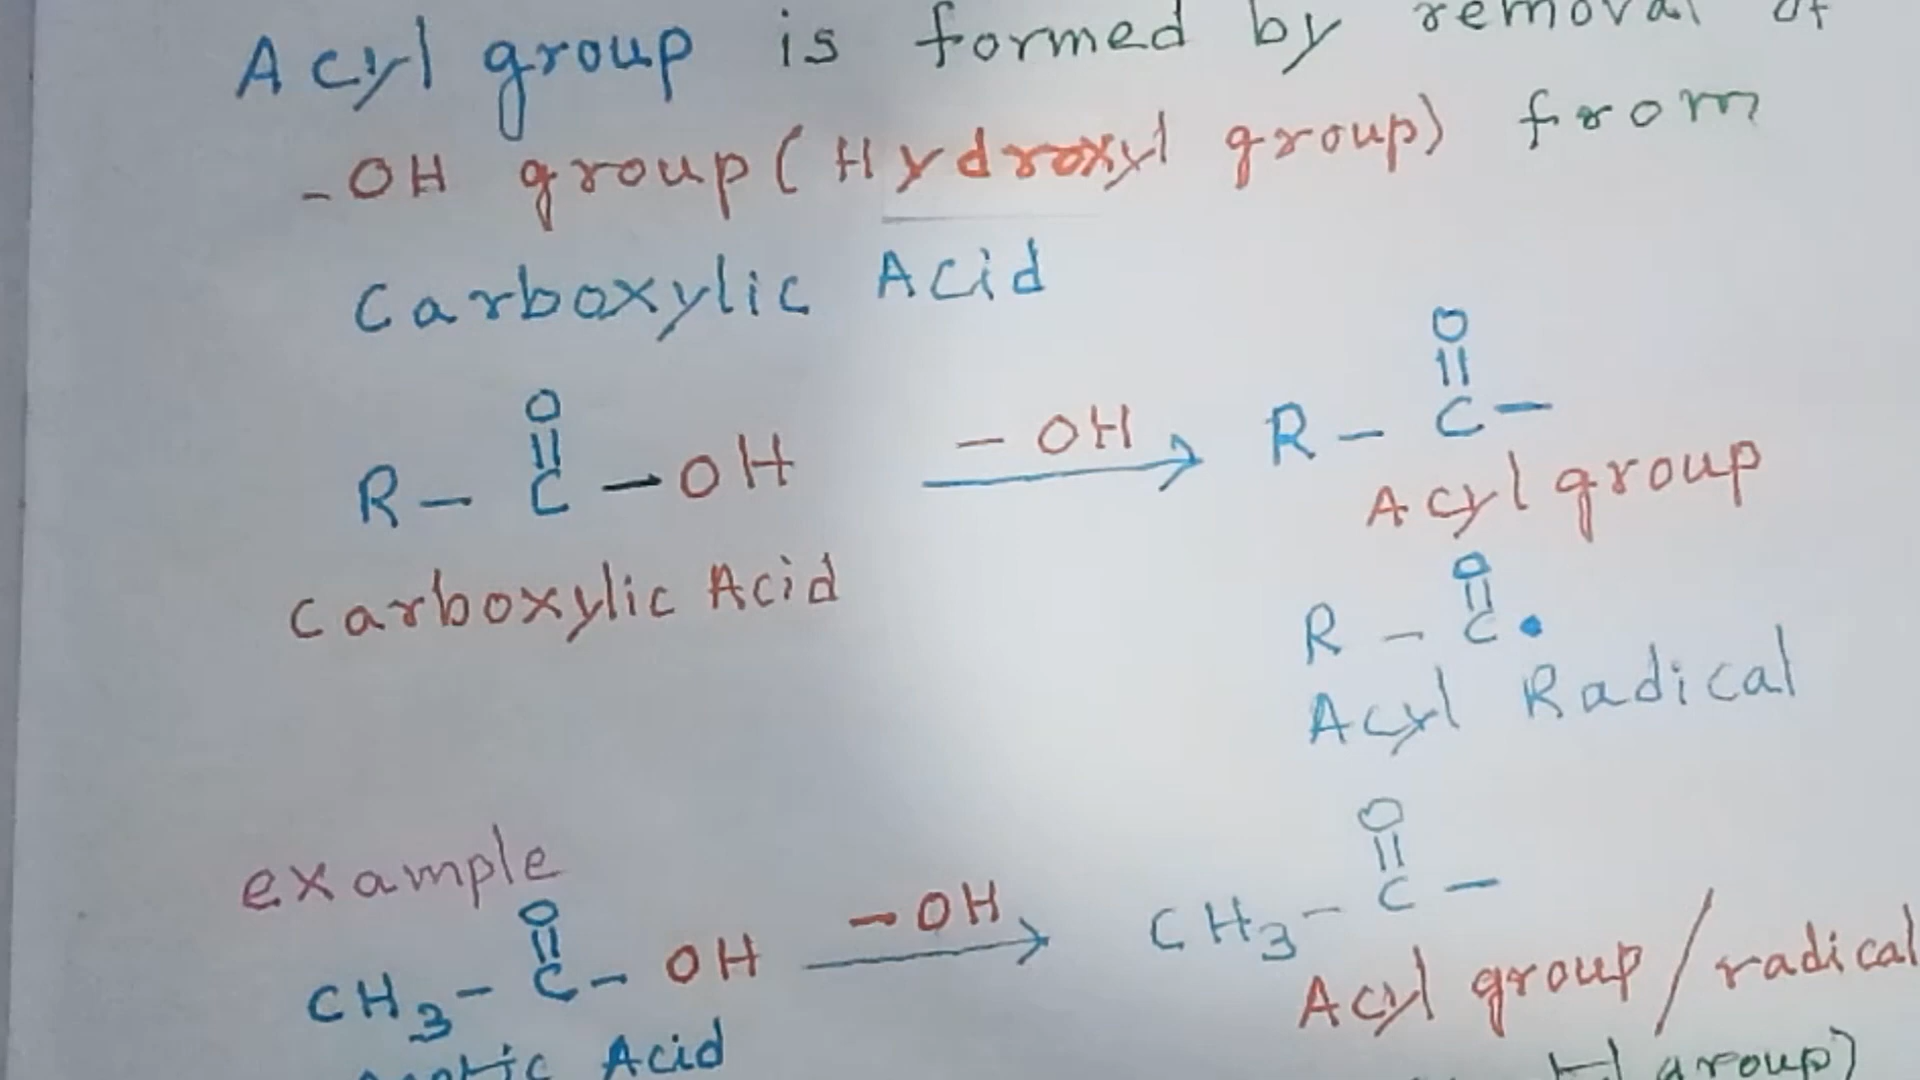 Acyl group is formed by removal of
-OH group (Hydroxyl group) from
Carboxylic Acid
O
||
R - C - OH
- OH
O
||
R - C -
Carboxylic Acid
Acyl group
O
||
R - C •
Acyl Radical
example
O
||
CH3 - C - OH
- OH
O
||
CH3 - C -
Acid
Acyl group / radical
group)